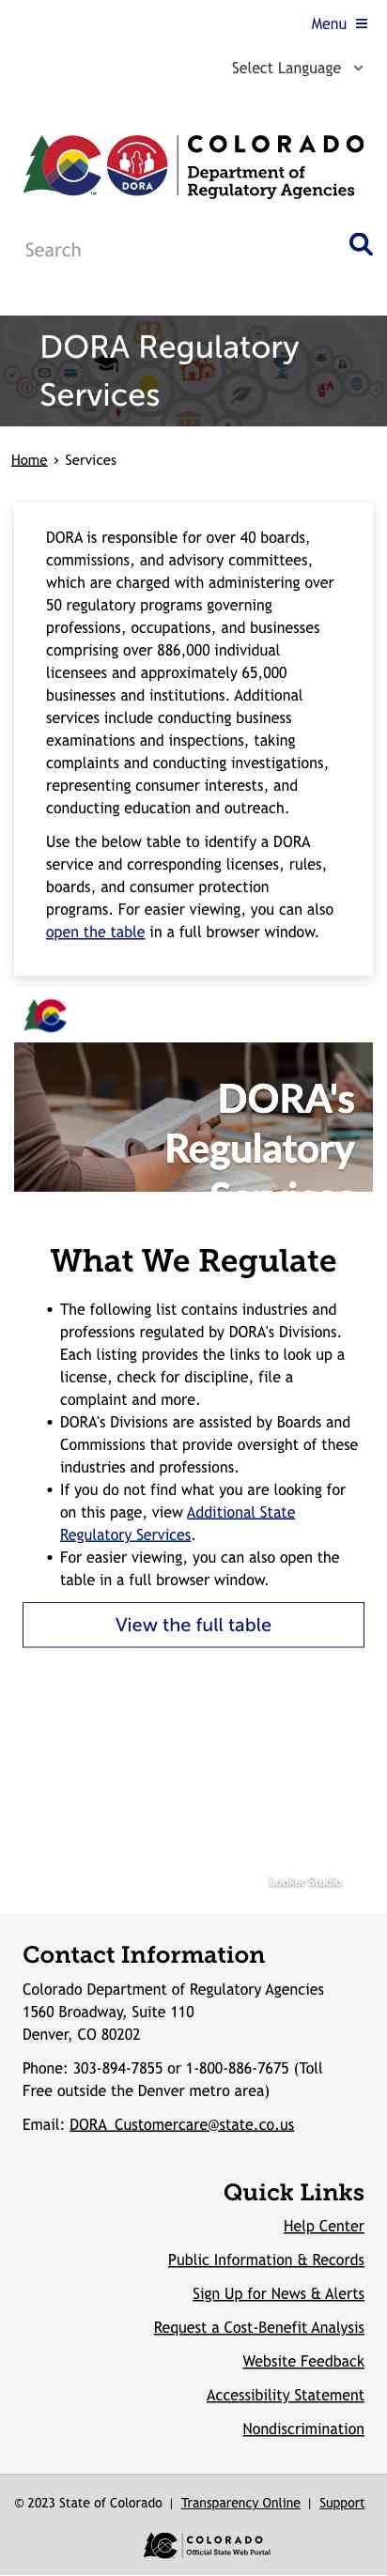 Menu
Select Language
COLORADO
Department of
Regulatory Agencies
DORA
TM
Search
DORA Regulatory
Services
Home › Services
DORA is responsible for over 40 boards,
commissions, and advisory committees,
which are charged with administering over
50 regulatory programs governing
professions, occupations, and businesses
comprising over 886,000 individual
licensees and approximately 65,000
businesses and institutions. Additional
services include conducting business
examinations and inspections, taking
complaints and conducting investigations,
representing consumer interests, and
conducting education and outreach.
Use the below table to identify a DORA
service and corresponding licenses, rules,
boards, and consumer protection
programs. For easier viewing, you can also
open the table in a full browser window.
DORA's
Regulatory
Services
What We Regulate
• The following list contains industries and
professions regulated by DORA's Divisions.
Each listing provides the links to look up a
license, check for discipline, file a
complaint and more.
• DORA's Divisions are assisted by Boards and
Commissions that provide oversight of these
industries and professions.
• If you do not find what you are looking for
on this page, view Additional State
Regulatory Services.
• For easier viewing, you can also open the
table in a full browser window.
View the full table
Looker Studio
Contact Information
Colorado Department of Regulatory Agencies
1560 Broadway, Suite 110
Denver, CO 80202
Phone: 303-894-7855 or 1-800-886-7675 (Toll
Free outside the Denver metro area)
Email: DORA_Customercare@state.co.us
Quick Links
Help Center
Public Information & Records
Sign Up for News & Alerts
Request a Cost-Benefit Analysis
Website Feedback
Accessibility Statement
Nondiscrimination
© 2023 State of Colorado | Transparency Online | Support
COLORADO
Official State Web Portal